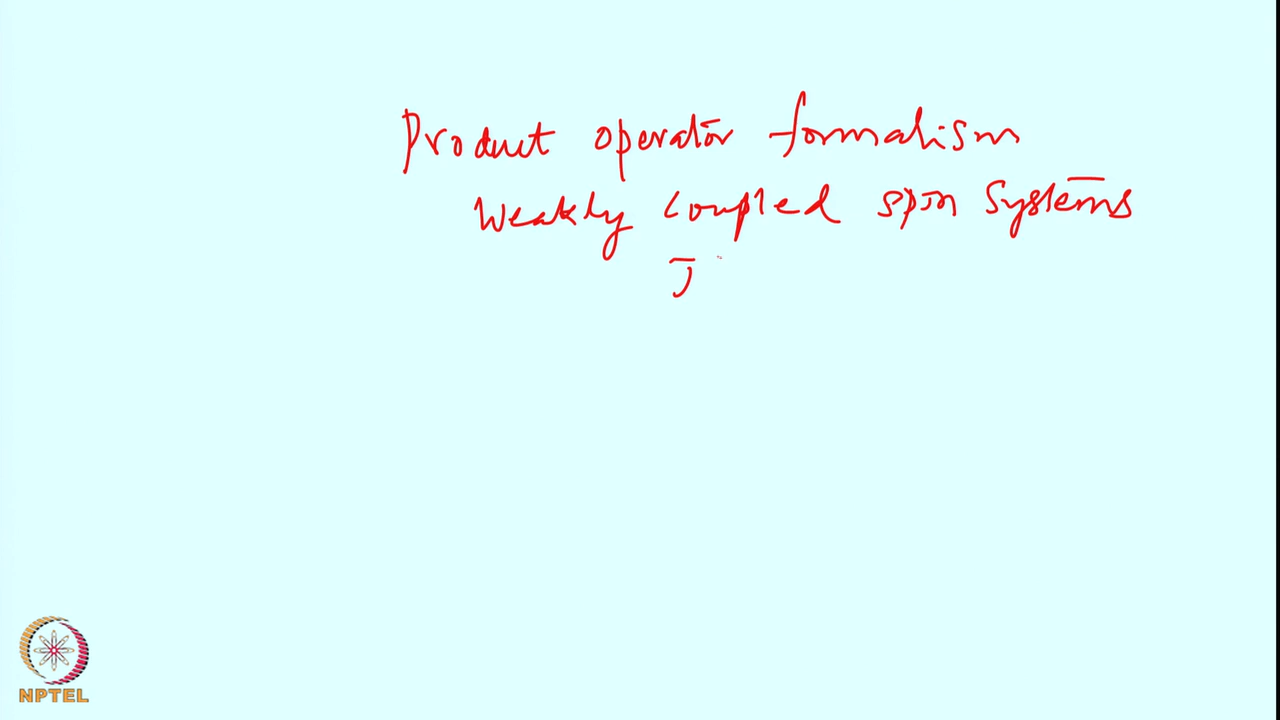 Product operator formalism
Weakly coupled spin systems
J
NPTEL